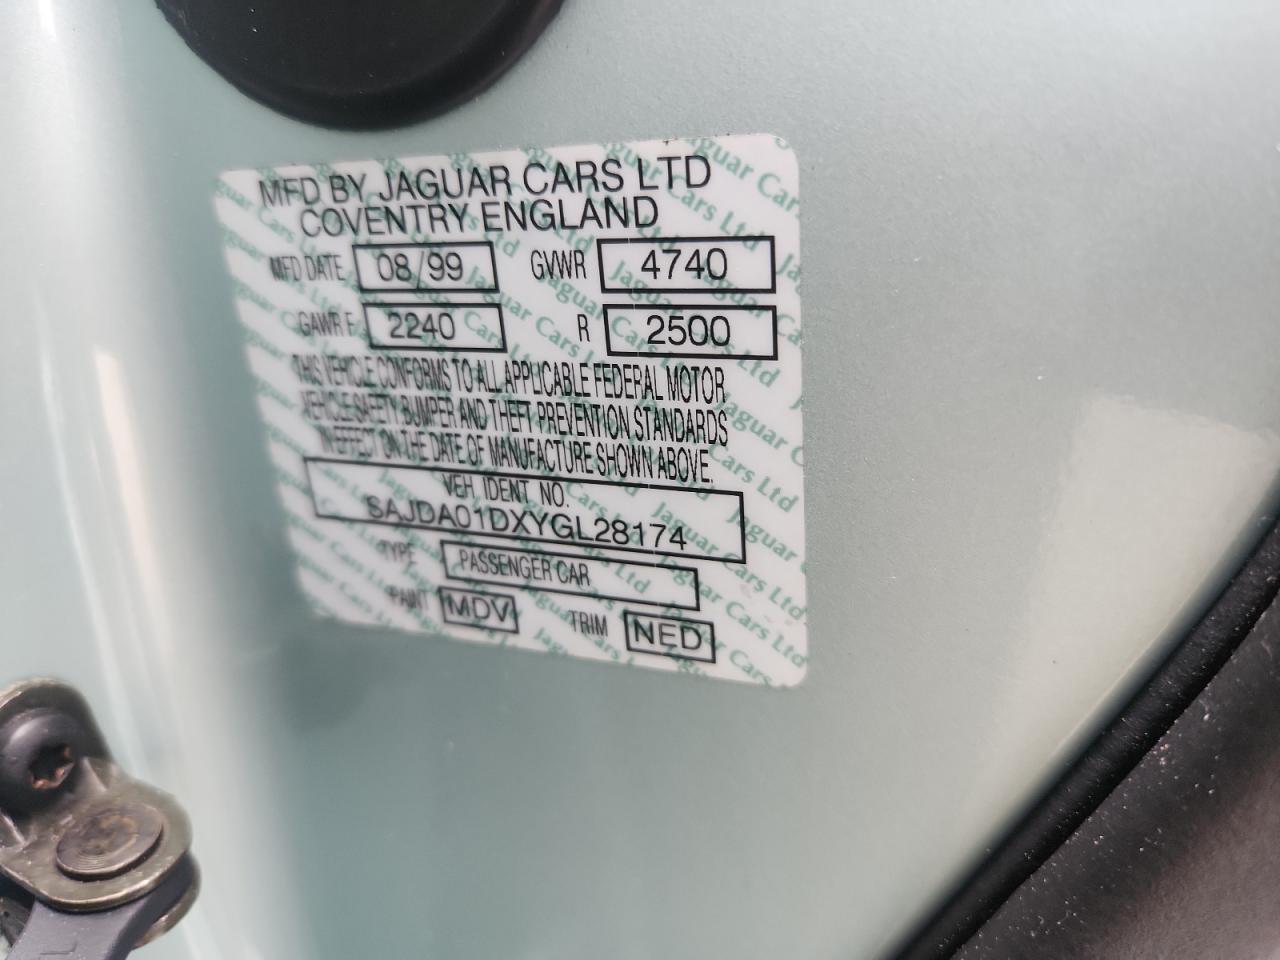 MFD BY JAGUAR CARS LTD
COVENTRY ENGLAND
MFD DATE 08/99 GVWR 4740
GAWR F 2240 R 2500
THIS VEHICLE CONFORMS TO ALL APPLICABLE FEDERAL MOTOR
VEHICLE SAFETY BUMPER AND THEFT PREVENTION STANDARDS
IN EFFECT ON THE DATE OF MANUFACTURE SHOWN ABOVE.
VEH. IDENT. NO.
SAJDA01DXYGL28174
TYPE PASSENGER CAR
PAINT MDV TRIM NED